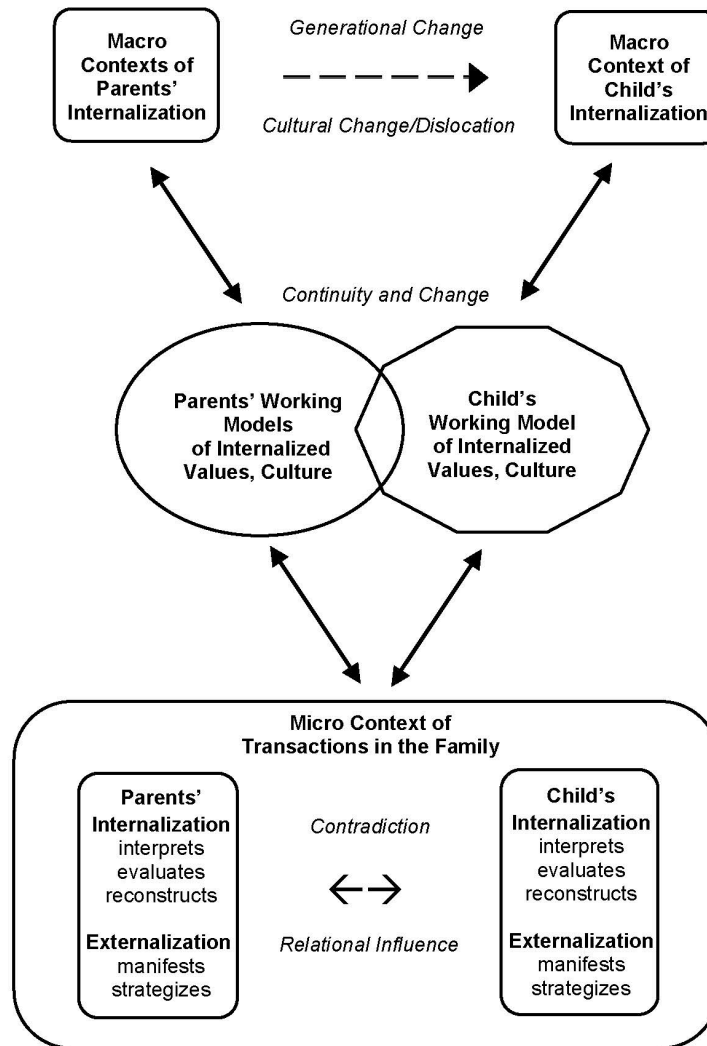 Macro
Contexts of
Parents'
Internalization
Generational Change
Cultural Change/Dislocation
Macro
Context of
Child's
Internalization
Continuity and Change
Parents' Working
Models
of Internalized
Values, Culture
Child's
Working Model
of Internalized
Values, Culture
Micro Context of
Transactions in the Family
Parents'
Internalization
interprets
evaluates
reconstructs
Externalization
manifests
strategizes
Contradiction
Relational Influence
Child's
Internalization
interprets
evaluates
reconstructs
Externalization
manifests
strategizes